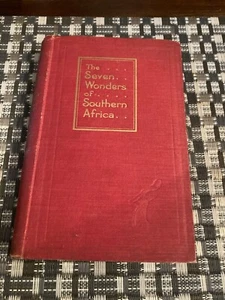 The . . .
Seven . .
Wonders
of . . . . .
Southern
Africa . .